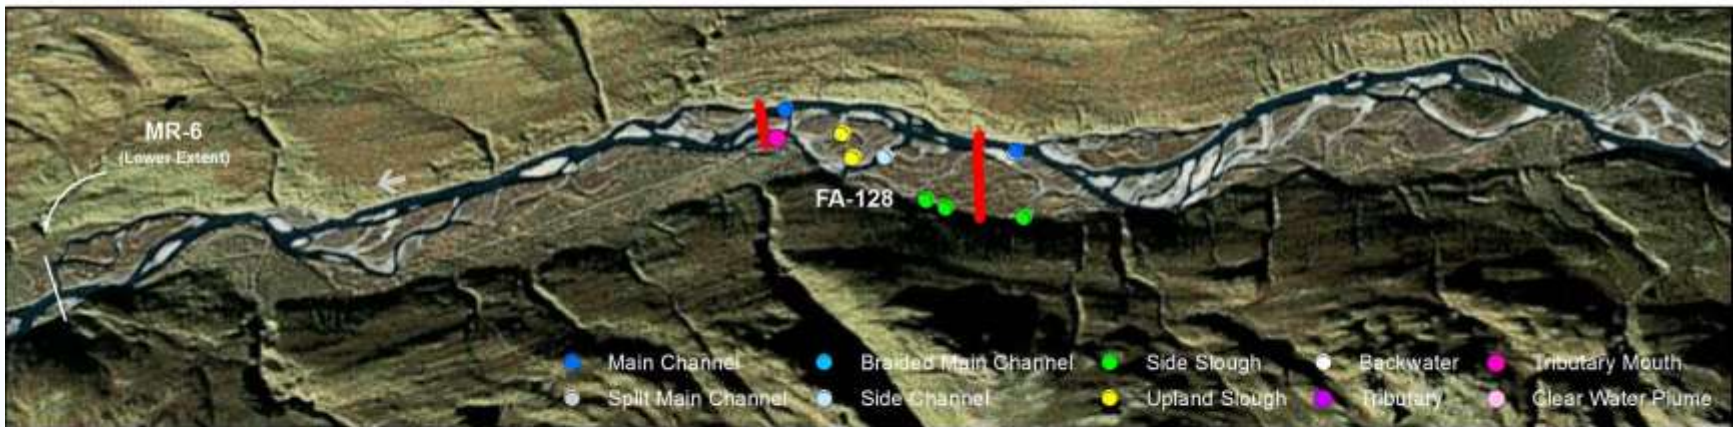 MR-6
(Lower Extent)
FA-128
Main Channel
Braided Main Channel
Side Slough
Backwater
Tributary Mouth
Split Main Channel
Side Channel
Upland Slough
Tributary
Clear Water Plume